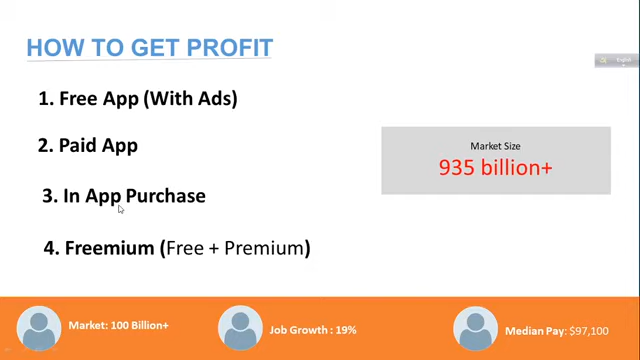 HOW TO GET PROFIT
English
1. Free App (With Ads)
2. Paid App
Market Size
935 billion+
3. In App Purchase
4. Freemium (Free + Premium)
Market: 100 Billion+
Job Growth : 19%
Median Pay: $97,100